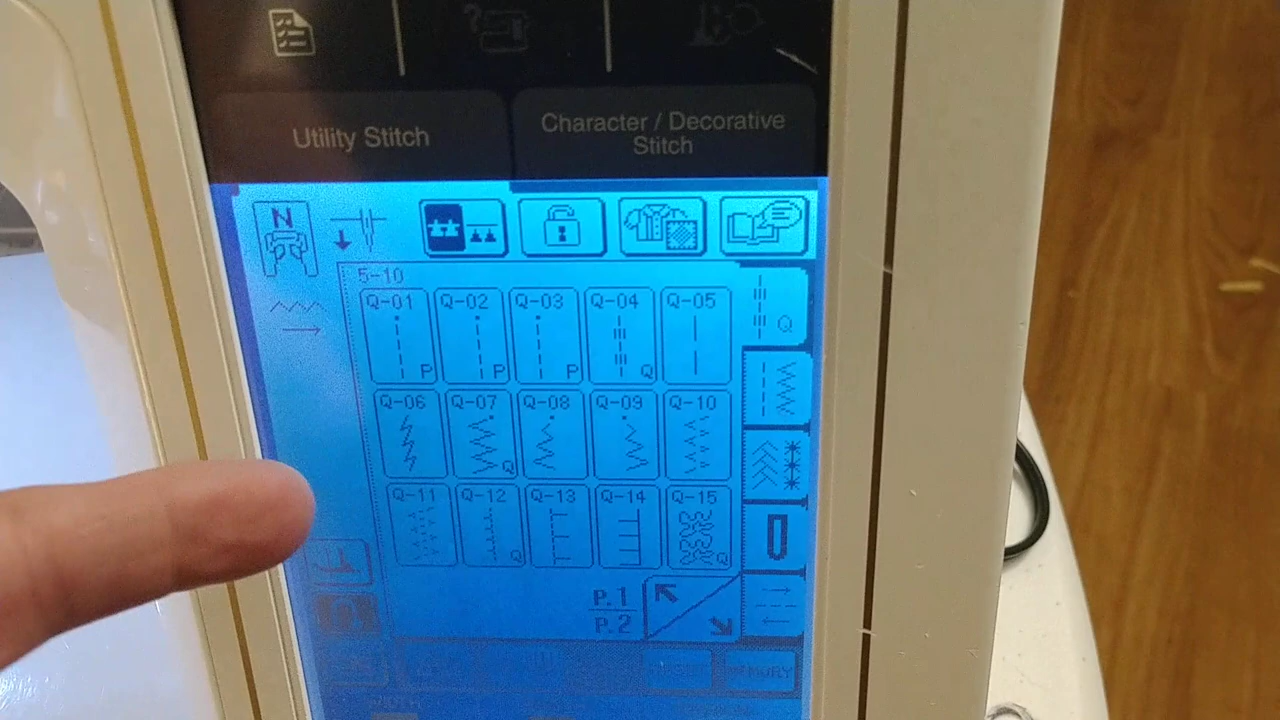 Utility Stitch
Character / Decorative
Stitch
N
5-10
Q-01 Q-02 Q-03 Q-04 Q-05
P P P Q
Q
Q-06 Q-07 Q-08 Q-09 Q-10
Q
Q-11 Q-12 Q-13 Q-14 Q-15
Q Q
P.1
P.2
MEMORY